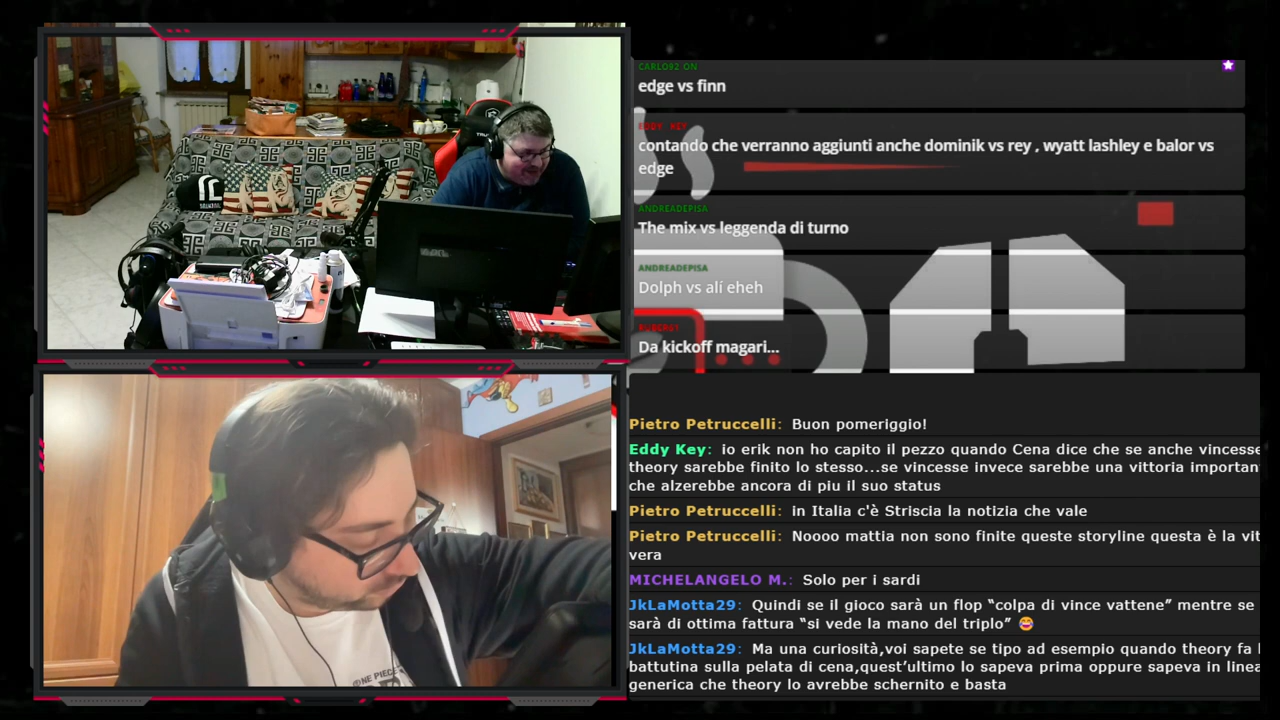 CARLO92 ON
edge vs finn
EDDY KEY
contando che verranno aggiunti anche dominik vs rey , wyatt lashley e balor vs
edge
ANDREADEPISA
The mix vs leggenda di turno
ANDREADEPISA
Dolph vs alí eheh
Da kickoff magari...
Pietro Petruccelli: Buon pomeriggio!
Eddy Key: io erik non ho capito il pezzo quando Cena dice che se anche vincesse
theory sarebbe finito lo stesso...se vincesse invece sarebbe una vittoria importan
che alzerebbe ancora di piu il suo status
Pietro Petruccelli: in Italia c'è Striscia la notizia che vale
Pietro Petruccelli: Noooo mattia non sono finite queste storyline questa è la vit
vera
MICHELANGELO M.: Solo per i sardi
JkLaMotta29: Quindi se il gioco sarà un flop “colpa di vince vattene” mentre se
sarà di ottima fattura “si vede la mano del triplo” 😂
JkLaMotta29: Ma una curiosità,voi sapete se tipo ad esempio quando theory fa
battutina sulla pelata di cena,quest’ultimo lo sapeva prima oppure sapeva in linea
generica che theory lo avrebbe schernito e basta
ONE PIECE